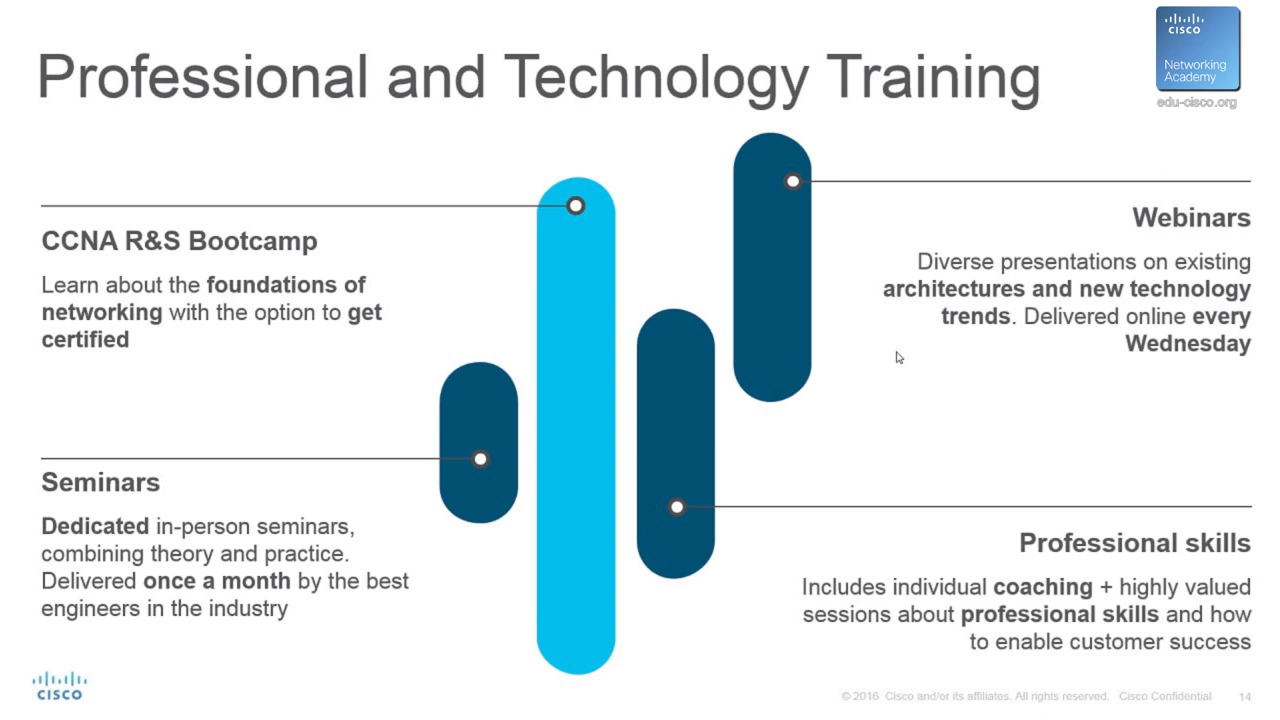 Professional and Technology Training
CISCO
Networking
Academy
edu-cisco.org
CCNA R&S Bootcamp
Learn about the foundations of
networking with the option to get
certified
Webinars
Diverse presentations on existing
architectures and new technology
trends. Delivered online every
Wednesday
Seminars
Dedicated in-person seminars,
combining theory and practice.
Delivered once a month by the best
engineers in the industry
Professional skills
Includes individual coaching + highly valued
sessions about professional skills and how
to enable customer success
CISCO
© 2016 Cisco and/or its affiliates. All rights reserved. Cisco Confidential 14